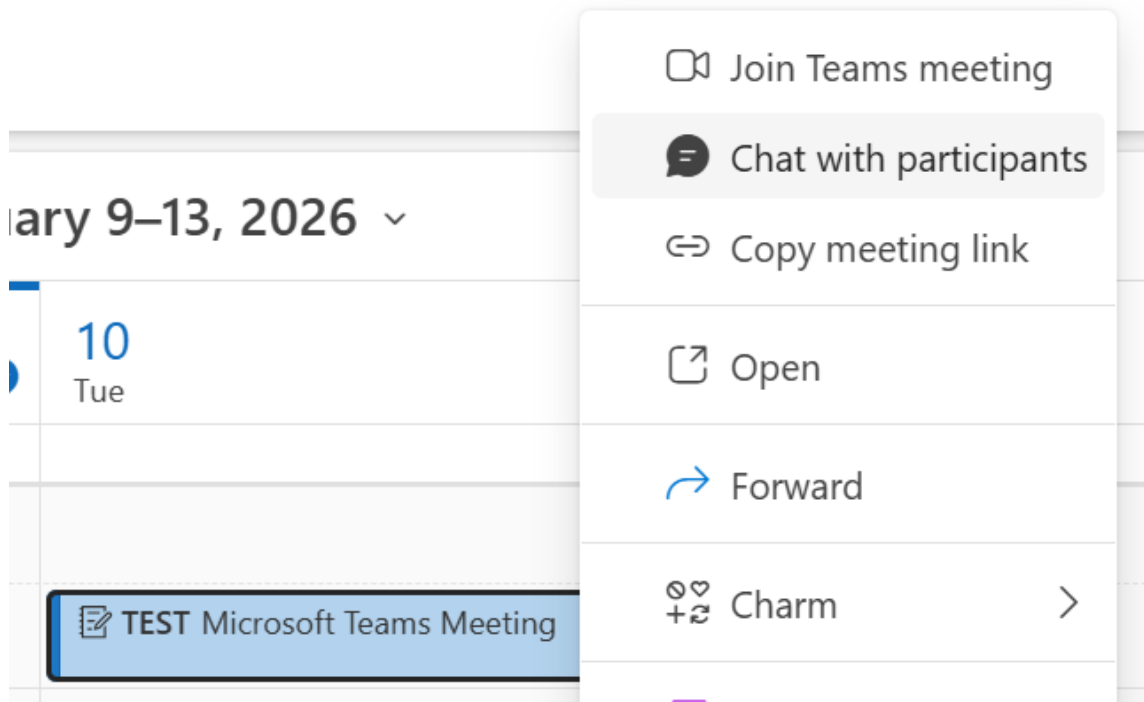 Join Teams meeting
Chat with participants
Copy meeting link
Open
Forward
Charm
ary 9–13, 2026
10
Tue
TEST Microsoft Teams Meeting